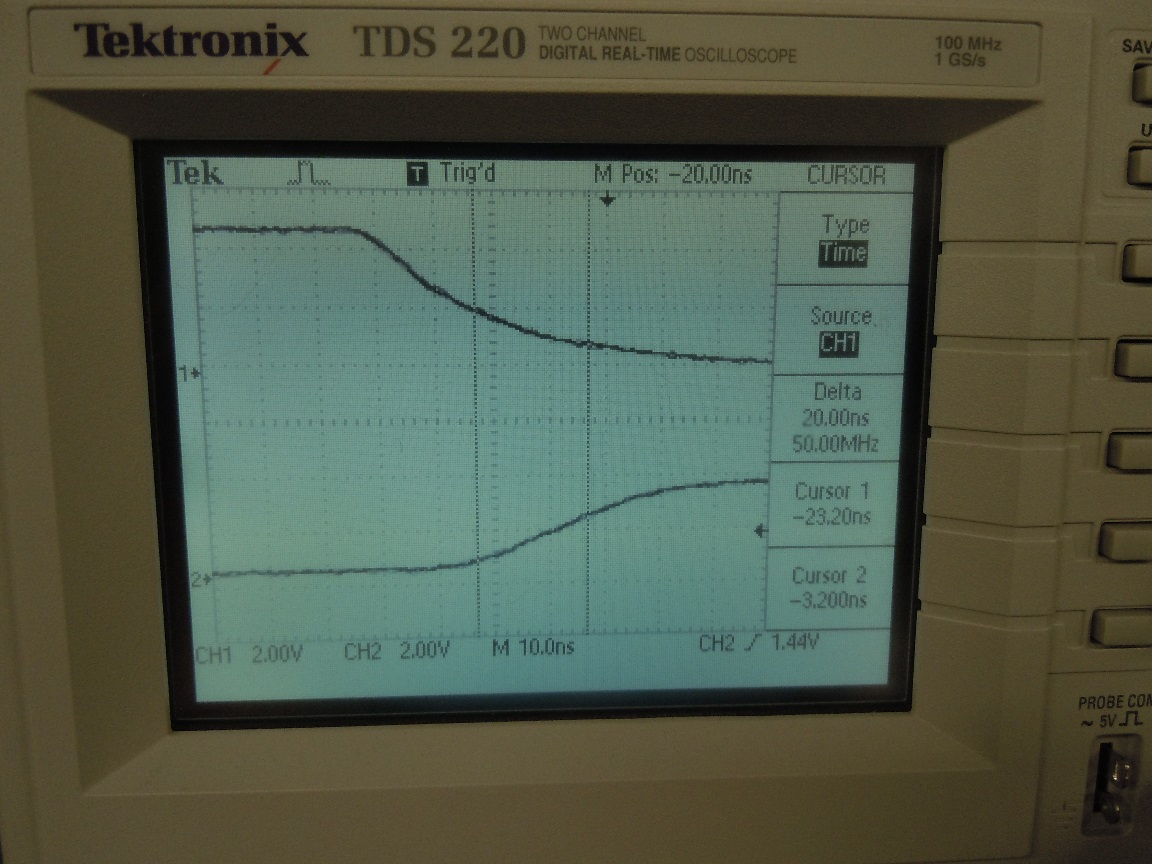 Tektronix TDS 220 TWO CHANNEL
DIGITAL REAL-TIME OSCILLOSCOPE
100 MHz
1 GS/s
SAV
U
Tek T Trig'd M Pos: -20.00ns CURSOR
Type
Time
Source
CH1
Delta
20.00ns
50.00MHz
Cursor 1
-23.20ns
Cursor 2
-3.200ns
1
2
CH1 2.00V CH2 2.00V M 10.0ns CH2 1.44V
PROBE COM
~ 5V